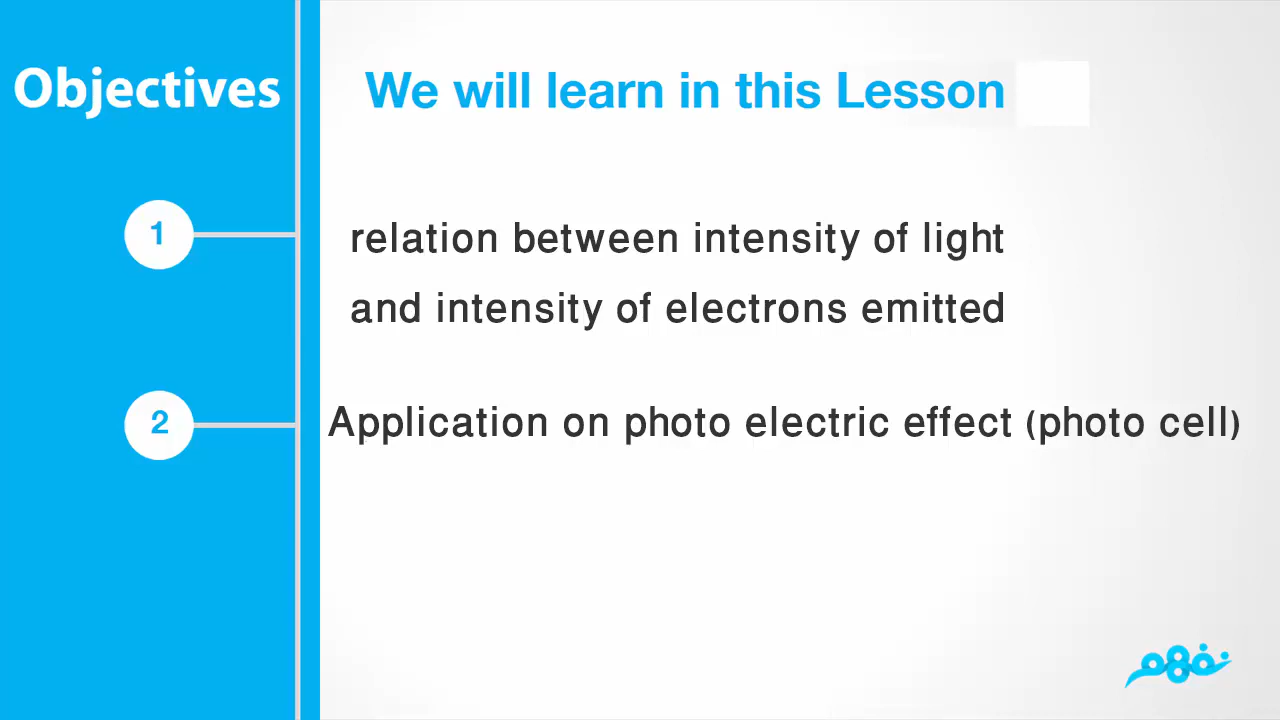 Objectives
We will learn in this Lesson
1
relation between intensity of light
and intensity of electrons emitted
2
Application on photo electric effect (photo cell)
نفهم